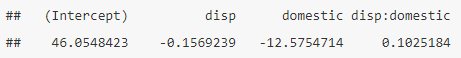 ## (Intercept) disp domestic disp:domestic
## 46.0548423 -0.1569239 -12.5754714 0.1025184